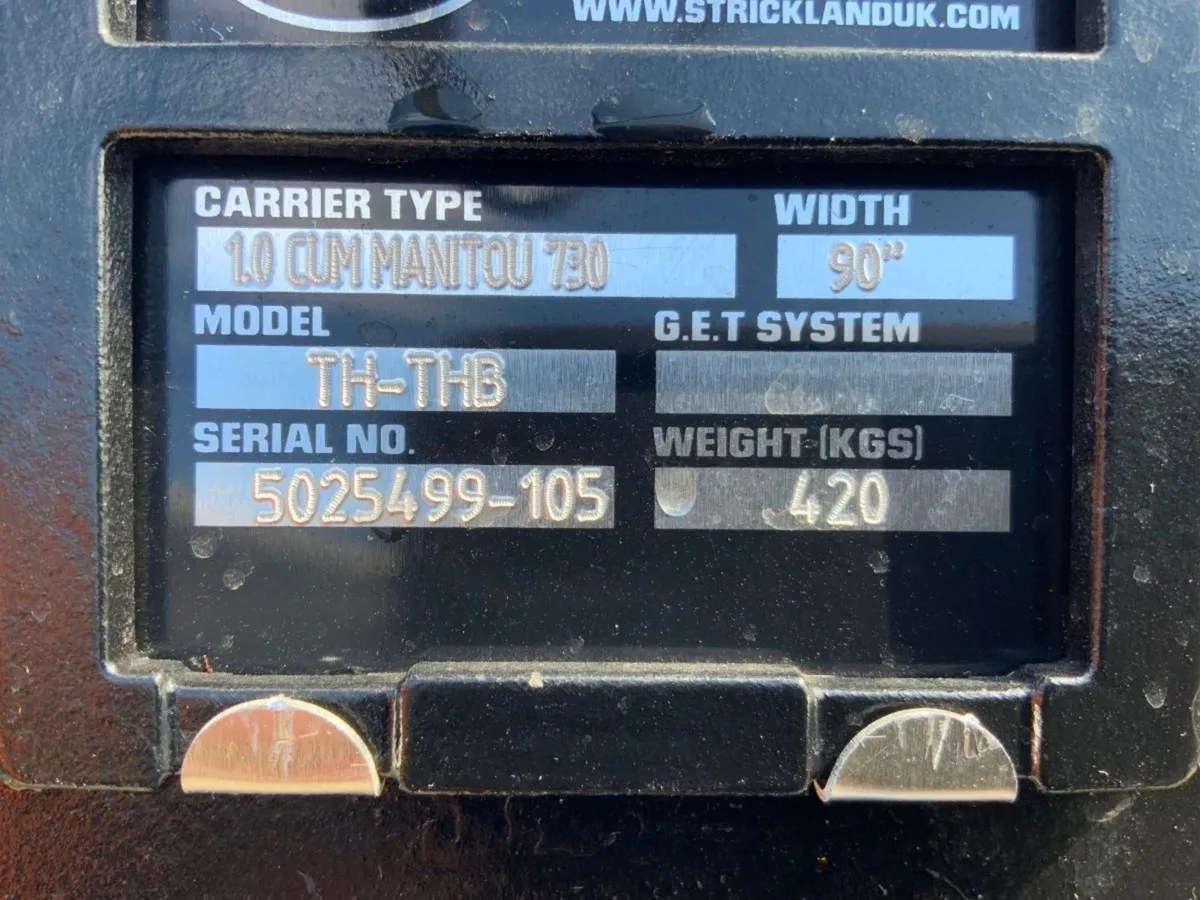 WWW.STRICKLANDUK.COM
CARRIER TYPE WIDTH
1.0 CUM MANITOU 730 90"
MODEL G.E.T SYSTEM
TH-THB
SERIAL NO. WEIGHT (KGS)
5025499-105 420